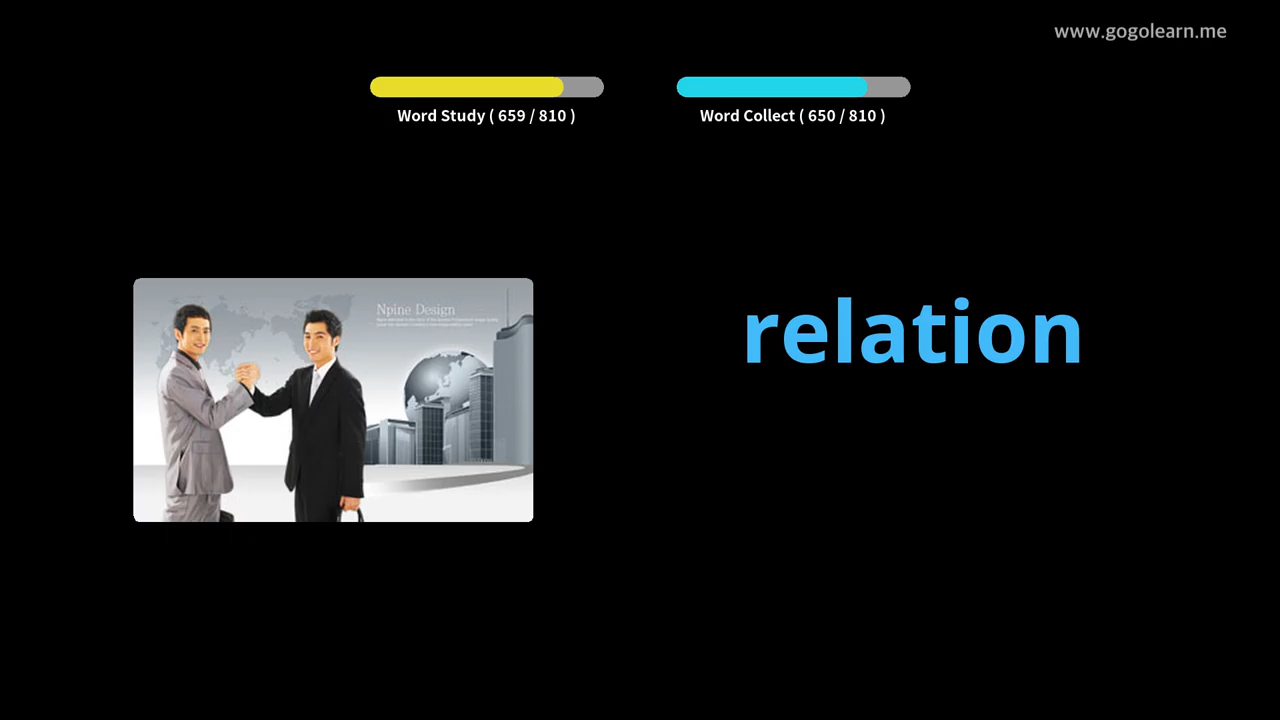 www.gogolearn.me
Word Study ( 659 / 810 )
Word Collect ( 650 / 810 )
Npine Design
relation